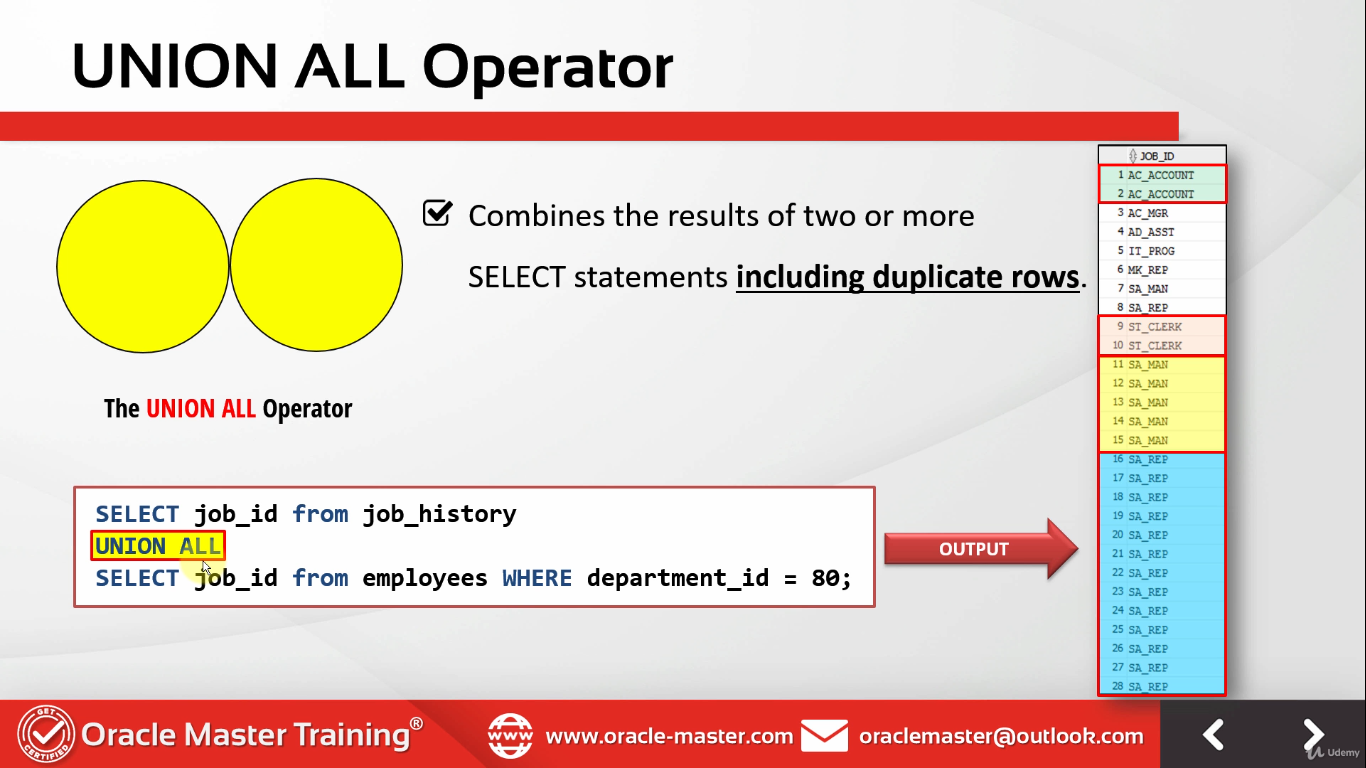 UNION ALL Operator
Combines the results of two or more
SELECT statements including duplicate rows.
The UNION ALL Operator
SELECT job_id from job_history
UNION ALL
SELECT job_id from employees WHERE department_id = 80;
OUTPUT
JOB_ID
1 AC_ACCOUNT
2 AC_ACCOUNT
3 AC_MGR
4 AD_ASST
5 IT_PROG
6 MK_REP
7 SA_MAN
8 SA_REP
9 ST_CLERK
10 ST_CLERK
11 SA_MAN
12 SA_MAN
13 SA_MAN
14 SA_MAN
15 SA_MAN
16 SA_REP
17 SA_REP
18 SA_REP
19 SA_REP
20 SA_REP
21 SA_REP
22 SA_REP
23 SA_REP
24 SA_REP
25 SA_REP
26 SA_REP
27 SA_REP
28 SA_REP
GET CERTIFIED
Oracle Master Training®
www
www.oracle-master.com
oraclemaster@outlook.com
Udemy